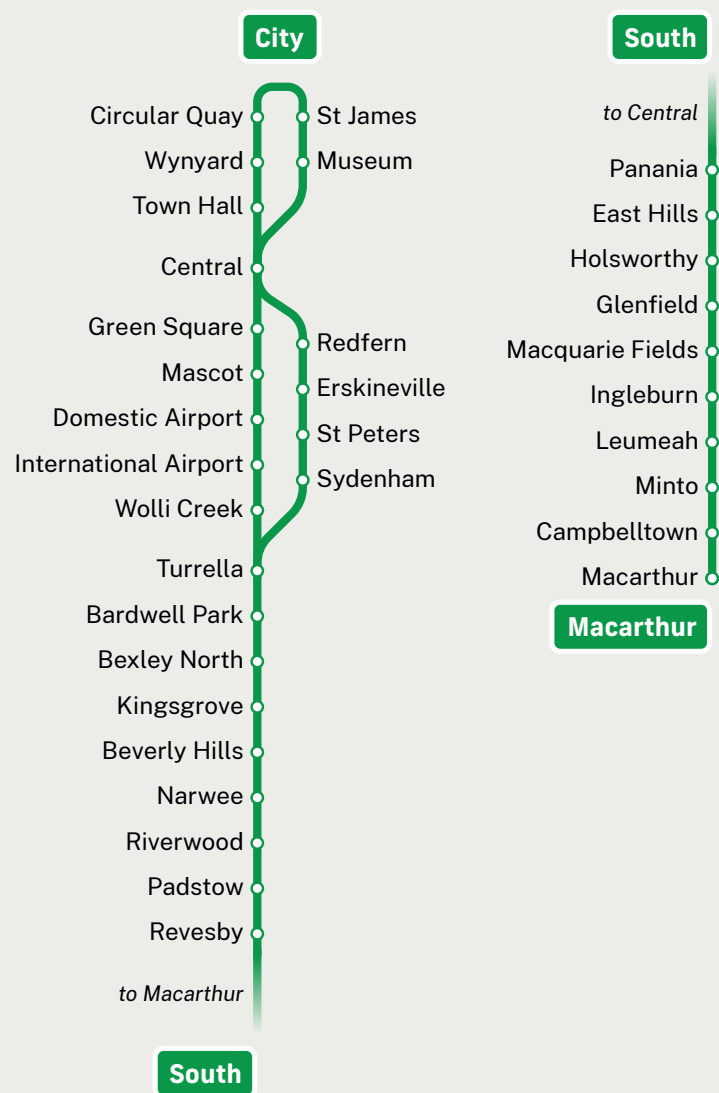 City
Circular Quay
St James
Wynyard
Museum
Town Hall
Central
Green Square
Redfern
Mascot
Erskineville
Domestic Airport
St Peters
International Airport
Sydenham
Wolli Creek
Turrella
Bardwell Park
Bexley North
Kingsgrove
Beverly Hills
Narwee
Riverwood
Padstow
Revesby
to Macarthur
South
South
to Central
Panania
East Hills
Holsworthy
Glenfield
Macquarie Fields
Ingleburn
Leumeah
Minto
Campbelltown
Macarthur
Macarthur